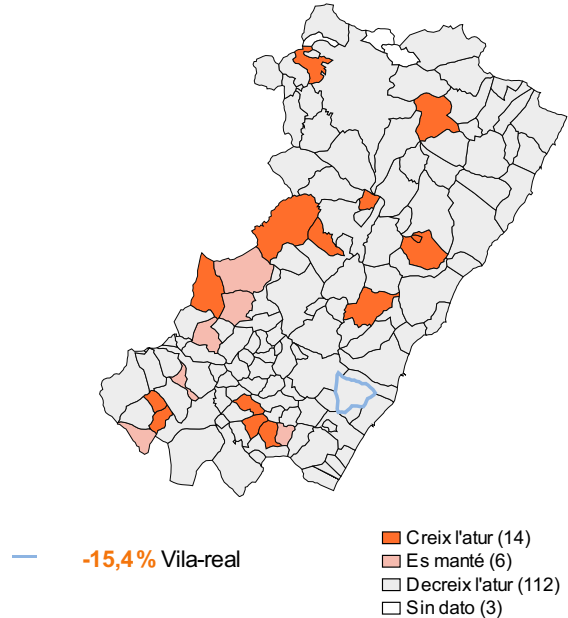 -15,4% Vila-real
Creix l'atur (14)
Es manté (6)
Decreix l'atur (112)
Sin dato (3)